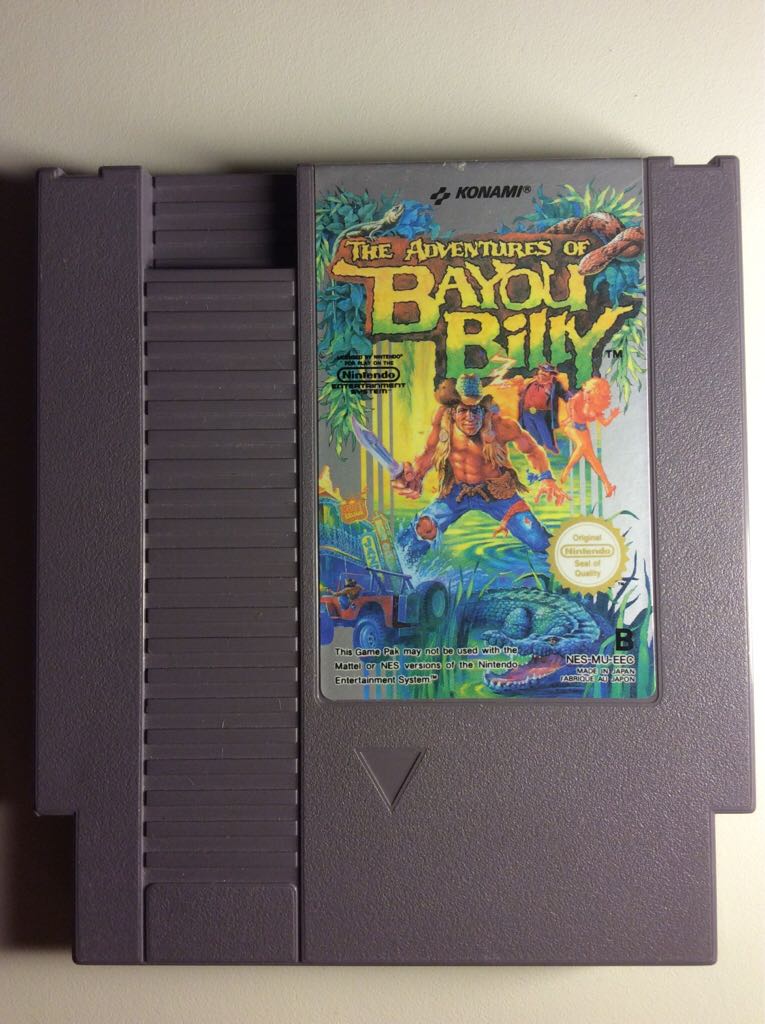 KONAMI®
THE ADVENTURES OF
BAYOU
BILLY™
LICENSED BY NINTENDO®
FOR PLAY ON THE
Nintendo
ENTERTAINMENT
SYSTEM™
Original
Nintendo
Seal of
Quality
™
This Game Pak may not be used with the
Mattel or NES versions of the Nintendo
Entertainment System™
B
NES-MU-EEC
MADE IN JAPAN
FABRIQUE AU JAPON